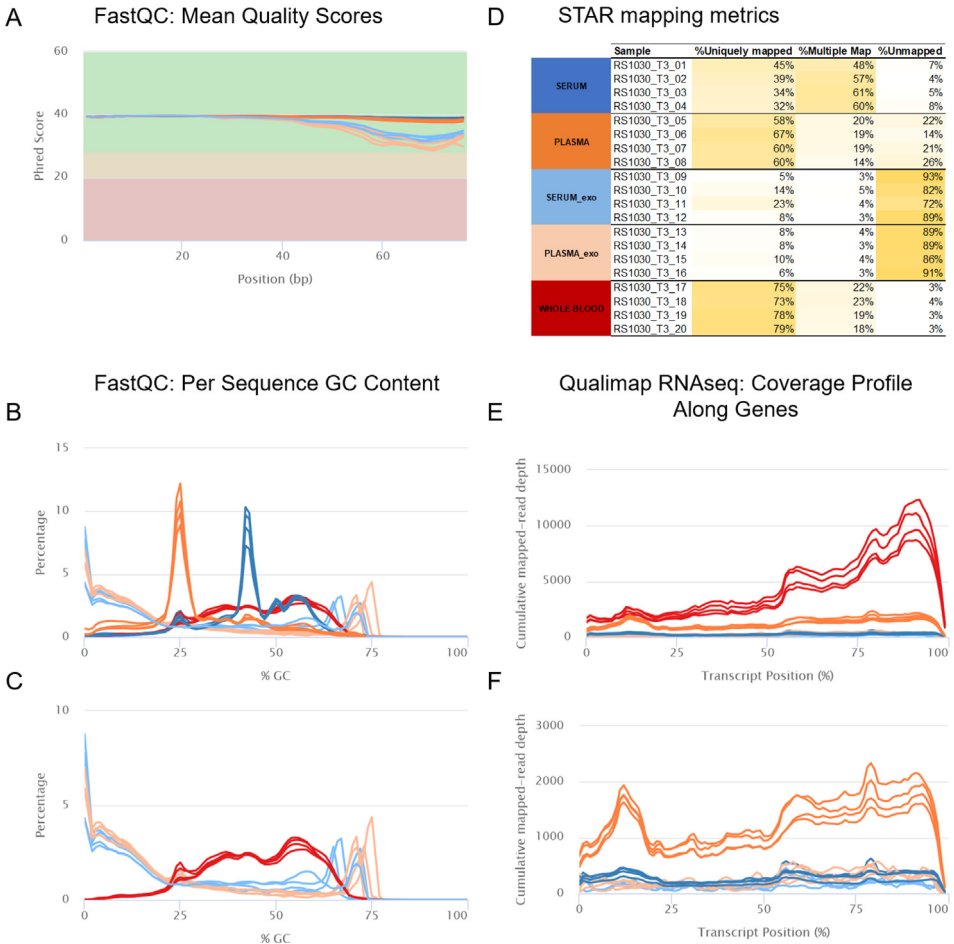 A
FastQC: Mean Quality Scores
60
40
20
0
Phred Score
20
40
60
Position (bp)
D
STAR mapping metrics
Sample %Uniquely mapped %Multiple Map %Unmapped
SERUM
RS1030_T3_01 45% 48% 7%
RS1030_T3_02 39% 57% 4%
RS1030_T3_03 34% 61% 5%
RS1030_T3_04 32% 60% 8%
PLASMA
RS1030_T3_05 58% 20% 22%
RS1030_T3_06 67% 19% 14%
RS1030_T3_07 60% 19% 21%
RS1030_T3_08 60% 14% 26%
SERUM_exo
RS1030_T3_09 5% 3% 93%
RS1030_T3_10 14% 5% 82%
RS1030_T3_11 23% 4% 72%
RS1030_T3_12 8% 3% 89%
PLASMA_exo
RS1030_T3_13 8% 4% 89%
RS1030_T3_14 8% 3% 89%
RS1030_T3_15 10% 4% 86%
RS1030_T3_16 6% 3% 91%
WHOLE BLOOD
RS1030_T3_17 75% 22% 3%
RS1030_T3_18 73% 23% 4%
RS1030_T3_19 78% 19% 3%
RS1030_T3_20 79% 18% 3%
FastQC: Per Sequence GC Content
B
15
10
5
0
Percentage
0 25 50 75 100
% GC
C
10
5
0
Percentage
0 25 50 75 100
% GC
Qualimap RNAseq: Coverage Profile
Along Genes
E
15000
10000
5000
0
Cumulative mapped-read depth
0 25 50 75 100
Transcript Position (%)
F
3000
2000
1000
0
Cumulative mapped-read depth
0 25 50 75 100
Transcript Position (%)